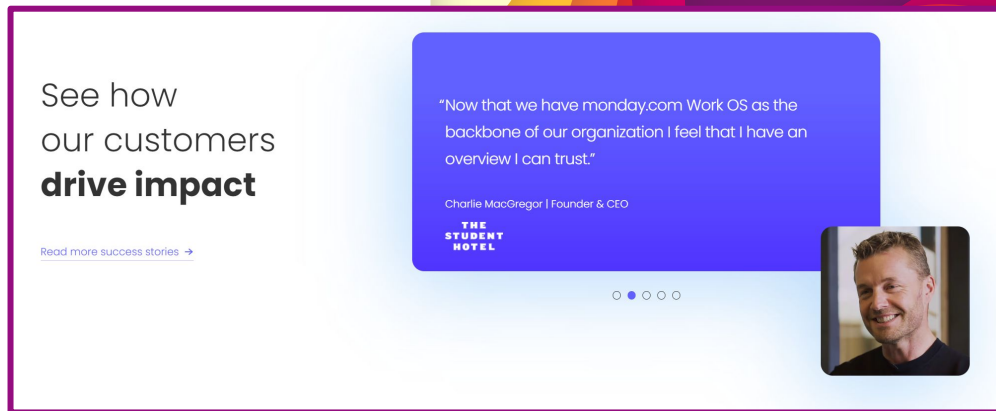 See how
our customers
drive impact
Read more success stories →
“Now that we have monday.com Work OS as the
backbone of our organization I feel that I have an
overview I can trust.”
Charlie MacGregor | Founder & CEO
THE
STUDENT
HOTEL